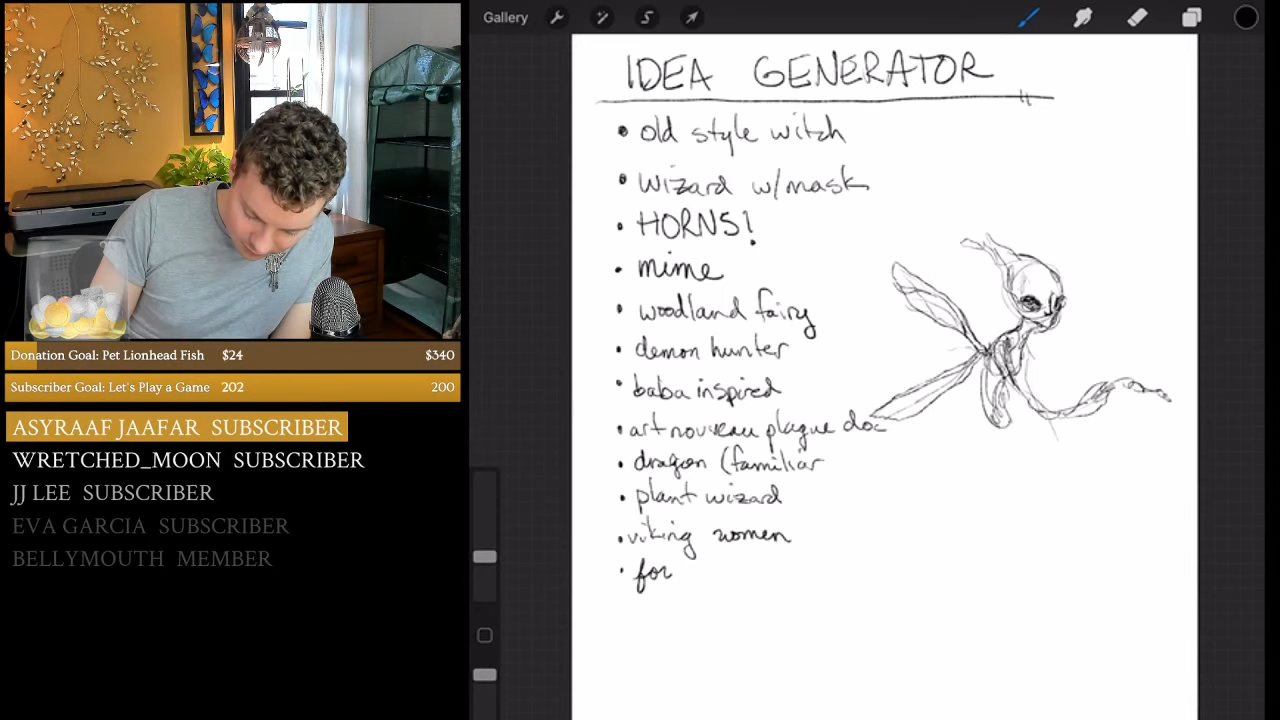 Gallery
IDEA GENERATOR
• old style witch
• wizard w/mask
• HORNS!
• mime
• woodland fairy
• demon hunter
• baba inspired
• art nouveau plague doc
• dragon (familiar
• plant wizard
• viking women
• for
Donation Goal: Pet Lionhead Fish $24 $340
Subscriber Goal: Let's Play a Game 202 200
ASYRAAF JAAFAR SUBSCRIBER
WRETCHED_MOON SUBSCRIBER
JJ LEE SUBSCRIBER
EVA GARCIA SUBSCRIBER
BELLYMOUTH MEMBER